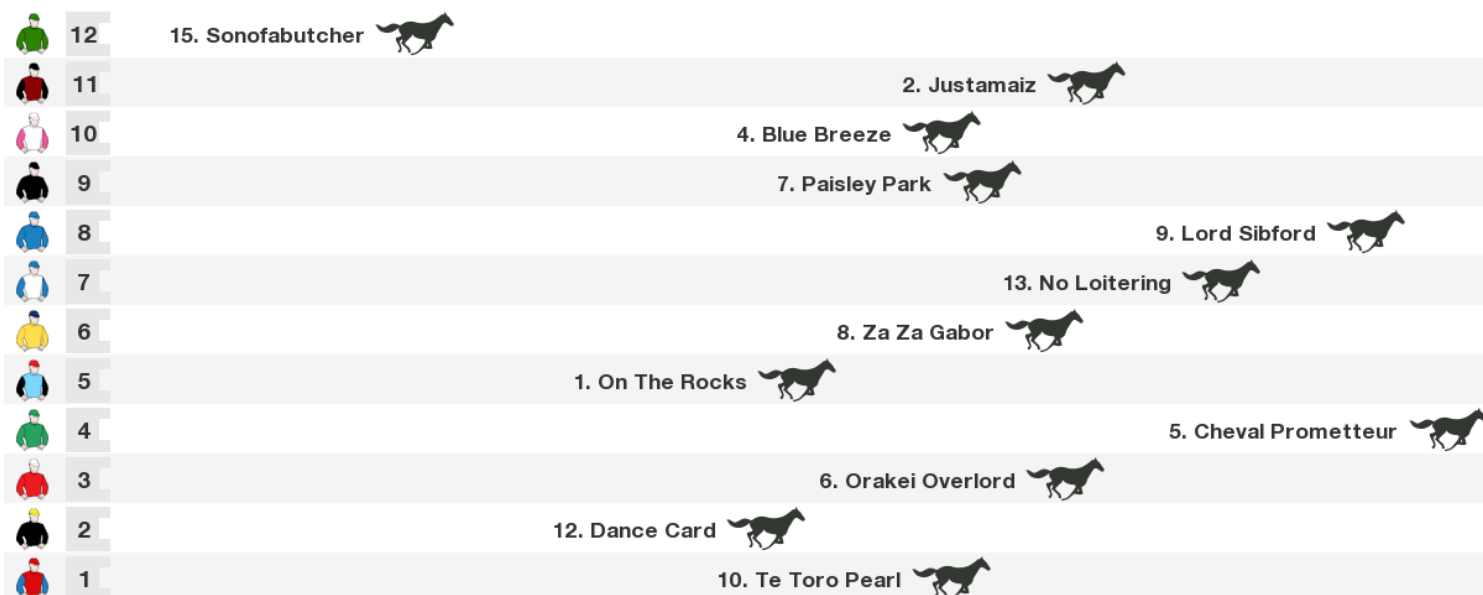 12 15. Sonofabutcher
11 2. Justamaiz
10 4. Blue Breeze
9 7. Paisley Park
8 9. Lord Sibford
7 13. No Loitering
6 8. Za Za Gabor
5 1. On The Rocks
4 5. Cheval Prometteur
3 6. Orakei Overlord
2 12. Dance Card
1 10. Te Toro Pearl